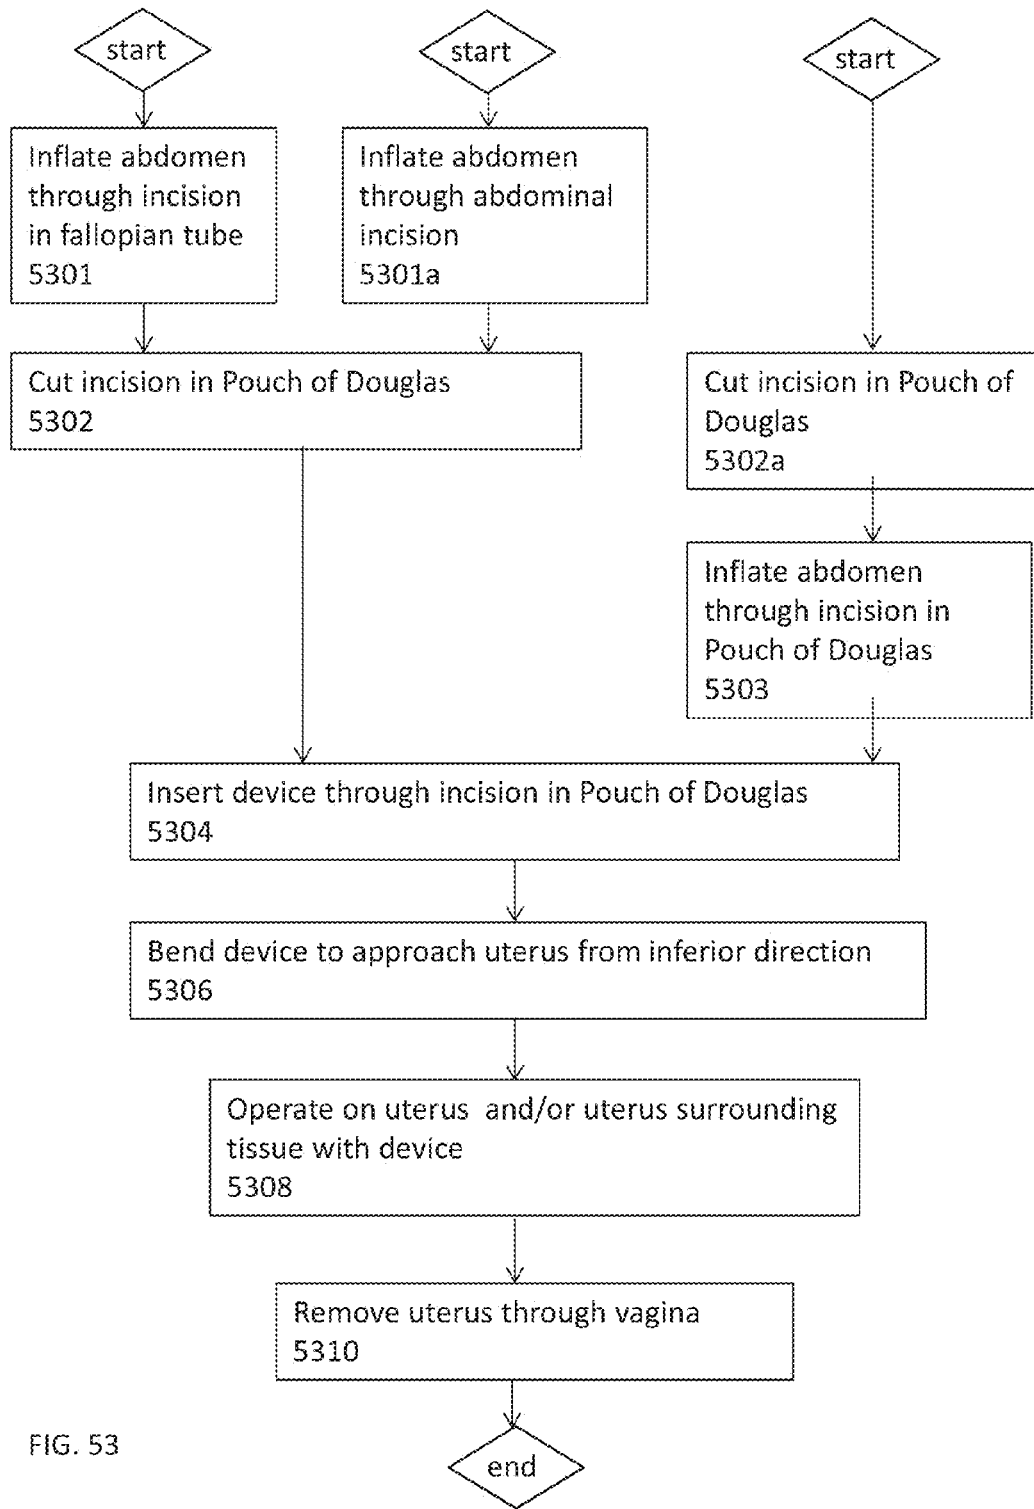 start
start
start
Inflate abdomen
through incision
in fallopian tube
5301
Inflate abdomen
through abdominal
incision
5301a
Cut incision in Pouch of Douglas
5302
Cut incision in Pouch of
Douglas
5302a
Inflate abdomen
through incision in
Pouch of Douglas
5303
Insert device through incision in Pouch of Douglas
5304
Bend device to approach uterus from inferior direction
5306
Operate on uterus and/or uterus surrounding
tissue with device
5308
Remove uterus through vagina
5310
FIG. 53
end